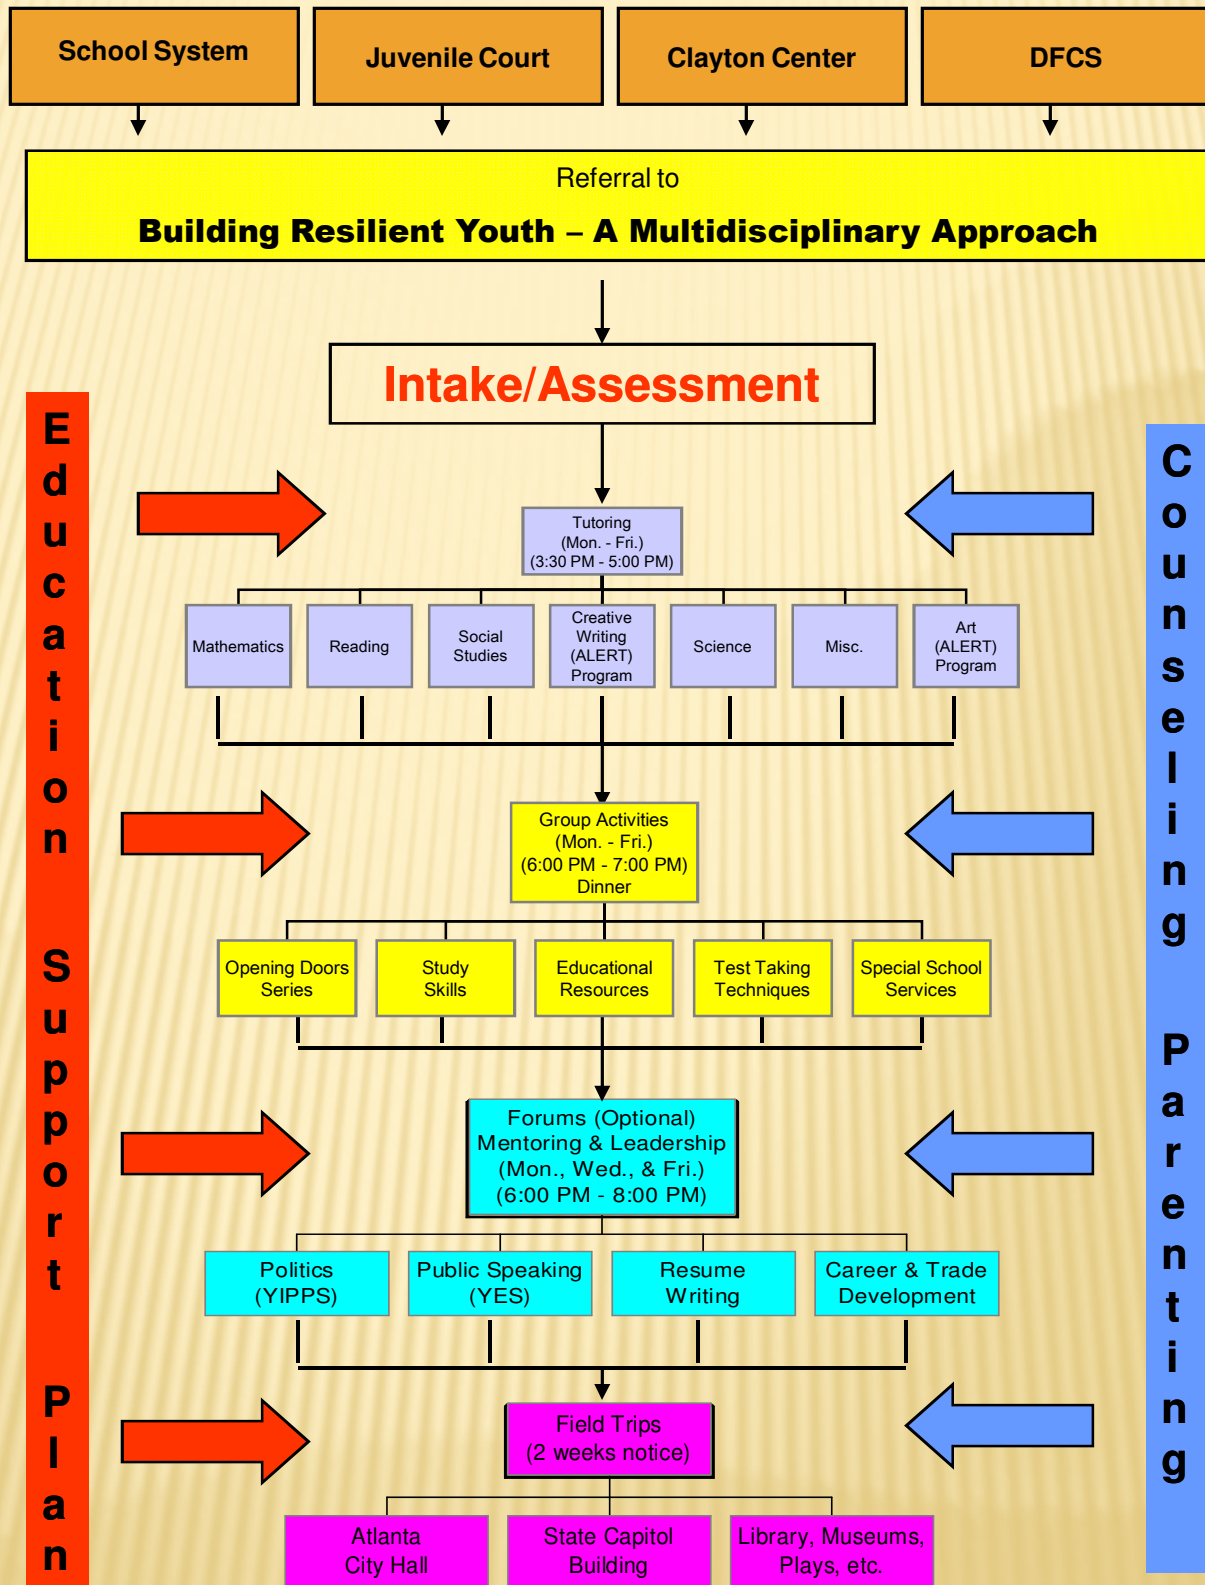 School System
Juvenile Court
Clayton Center
DFCS
Referral to
Building Resilient Youth – A Multidisciplinary Approach
Intake/Assessment
Education Support Plan
Counseling Parenting
Tutoring
(Mon. - Fri.)
(3:30 PM - 5:00 PM)
Mathematics
Reading
Social
Studies
Creative
Writing
(ALERT)
Program
Science
Misc.
Art
(ALERT)
Program
Group Activities
(Mon. - Fri.)
(6:00 PM - 7:00 PM)
Dinner
Opening Doors
Series
Study
Skills
Educational
Resources
Test Taking
Techniques
Special School
Services
Forums (Optional)
Mentoring & Leadership
(Mon., Wed., & Fri.)
(6:00 PM - 8:00 PM)
Politics
(YIPPS)
Public Speaking
(YES)
Resume
Writing
Career & Trade
Development
Field Trips
(2 weeks notice)
Atlanta
City Hall
State Capitol
Building
Library, Museums,
Plays, etc.